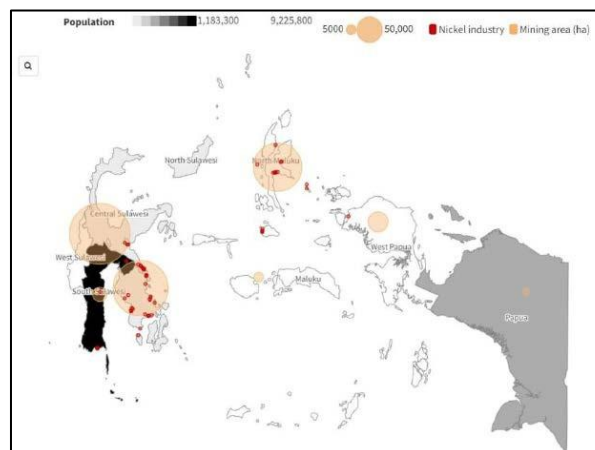 Population 1,183,300 9,225,800 5000 50,000 Nickel industry Mining area (ha)
North Sulawesi
North Maluku
Central Sulawesi
West Papua
West Sulawesi
Maluku
South Sulawesi
Papua